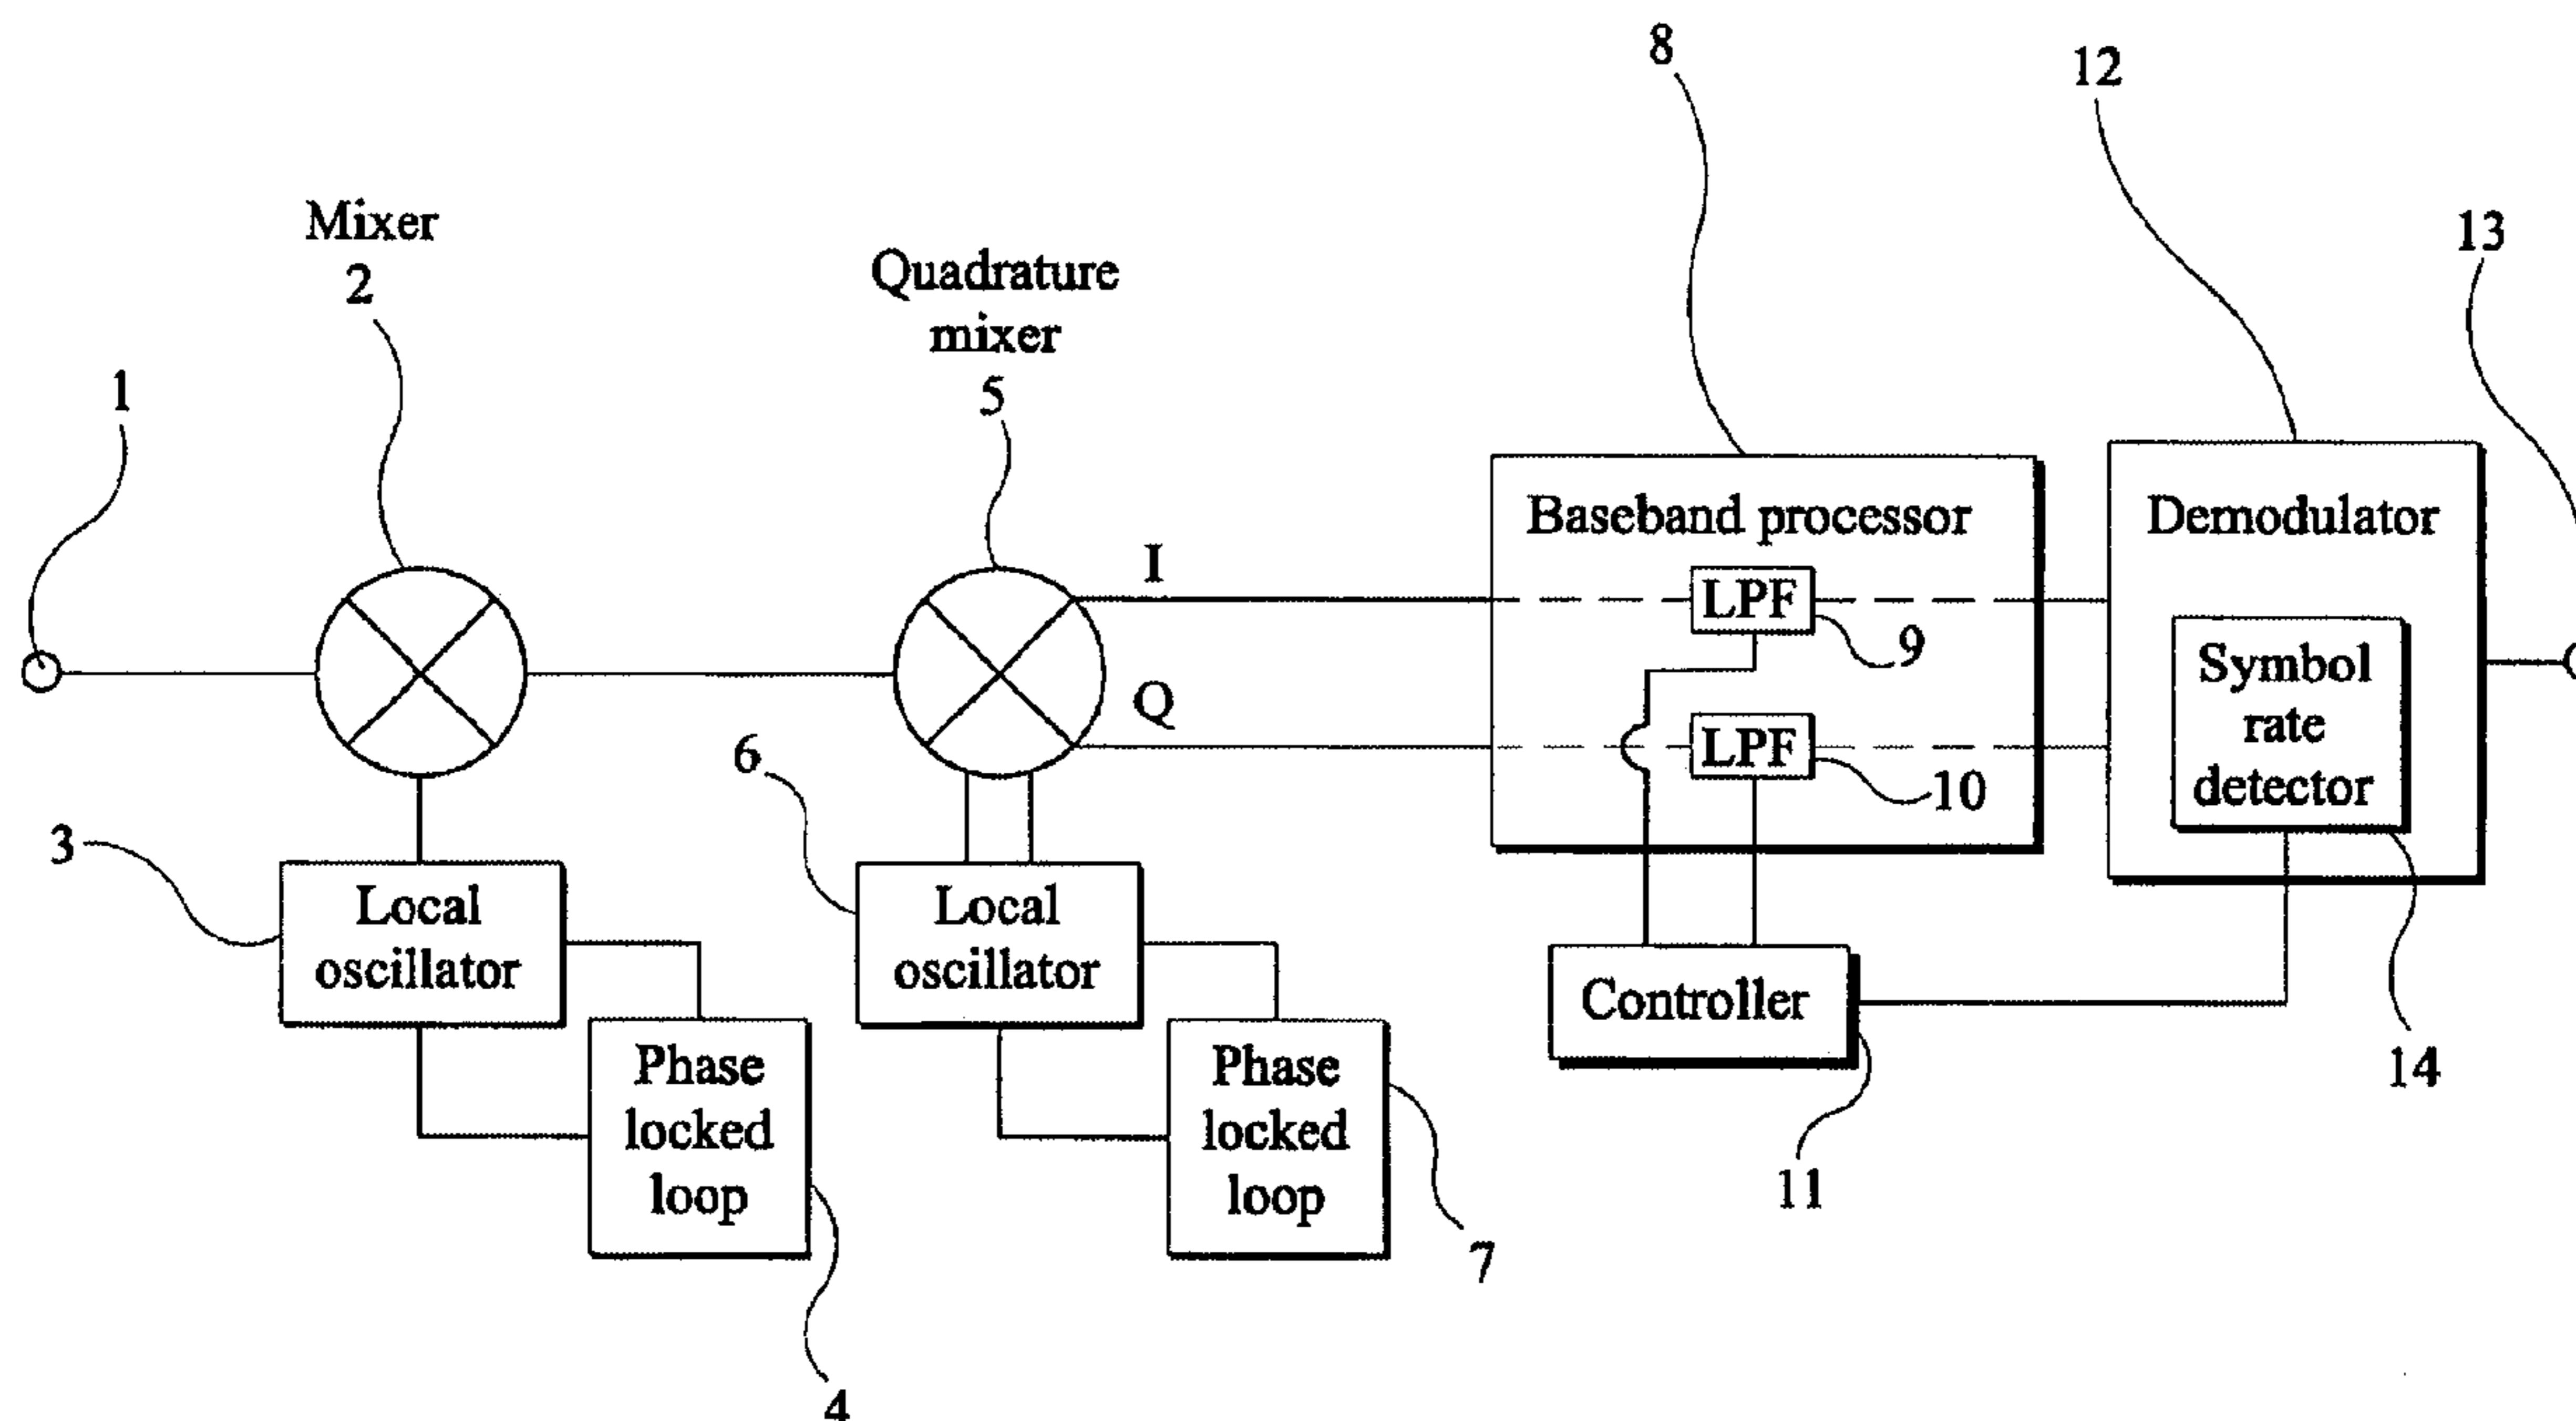 8
12
Mixer
2
13
Quadrature
mixer
5
1
I
Baseband processor
Demodulator
LPF
9
Symbol
rate
detector
Q
6
LPF
10
3
Local
oscillator
Local
oscillator
Controller
Phase
locked
loop
Phase
locked
loop
14
11
7
4